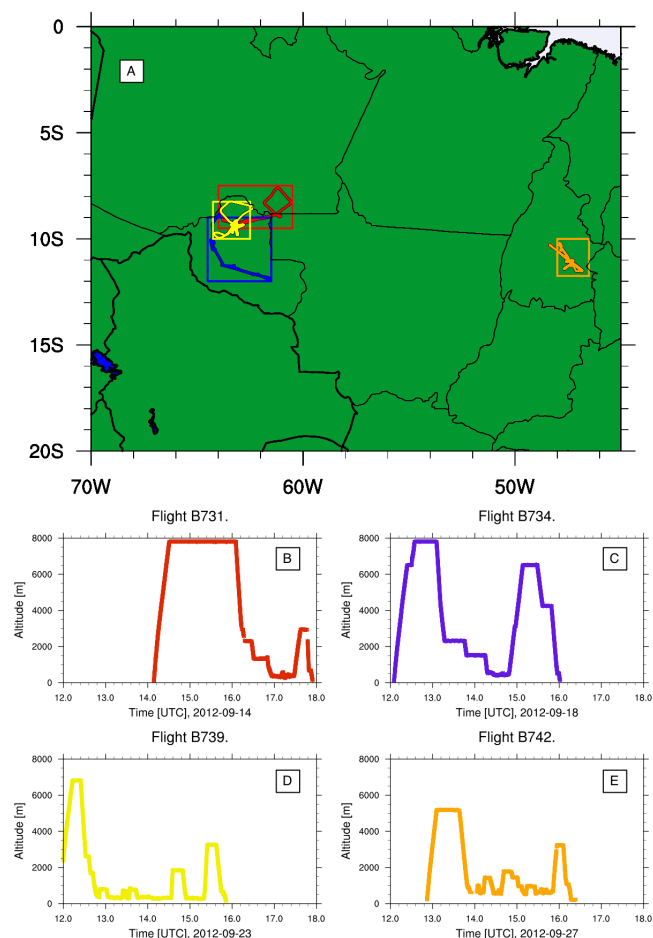 0
A
5S
10S
15S
20S
70W 60W 50W
Flight B731. Flight B734.
8000 B 8000 C
6000 6000
4000 4000
2000 2000
0 0
Altitude [m] Altitude [m]
12.0 13.0 14.0 15.0 16.0 17.0 18.0 12.0 13.0 14.0 15.0 16.0 17.0 18.0
Time [UTC], 2012-09-14 Time [UTC], 2012-09-18
Flight B739. Flight B742.
8000 D 8000 E
6000 6000
4000 4000
2000 2000
0 0
Altitude [m] Altitude [m]
12.0 13.0 14.0 15.0 16.0 17.0 18.0 12.0 13.0 14.0 15.0 16.0 17.0 18.0
Time [UTC], 2012-09-23 Time [UTC], 2012-09-27